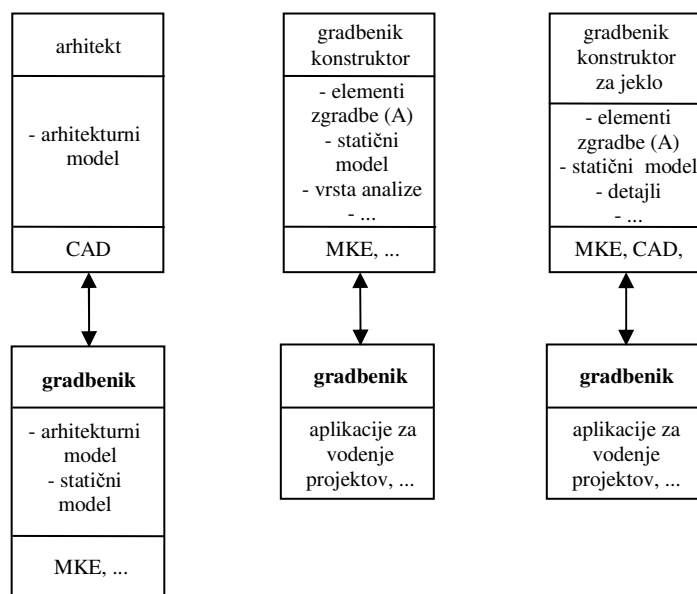 arhitekt
- arhitekturni
model
CAD
gradbenik
- arhitekturni
model
- statični
model
MKE, ...
gradbenik
konstruktor
- elementi
zgradbe (A)
- statični
model
- vrsta analize
- ...
MKE, ...
gradbenik
aplikacije za
vodenje
projektov, ...
gradbenik
konstruktor
za jeklo
- elementi
zgradbe (A)
- statični model
- detajli
- ...
MKE, CAD,
gradbenik
aplikacije za
vodenje
projektov, ...